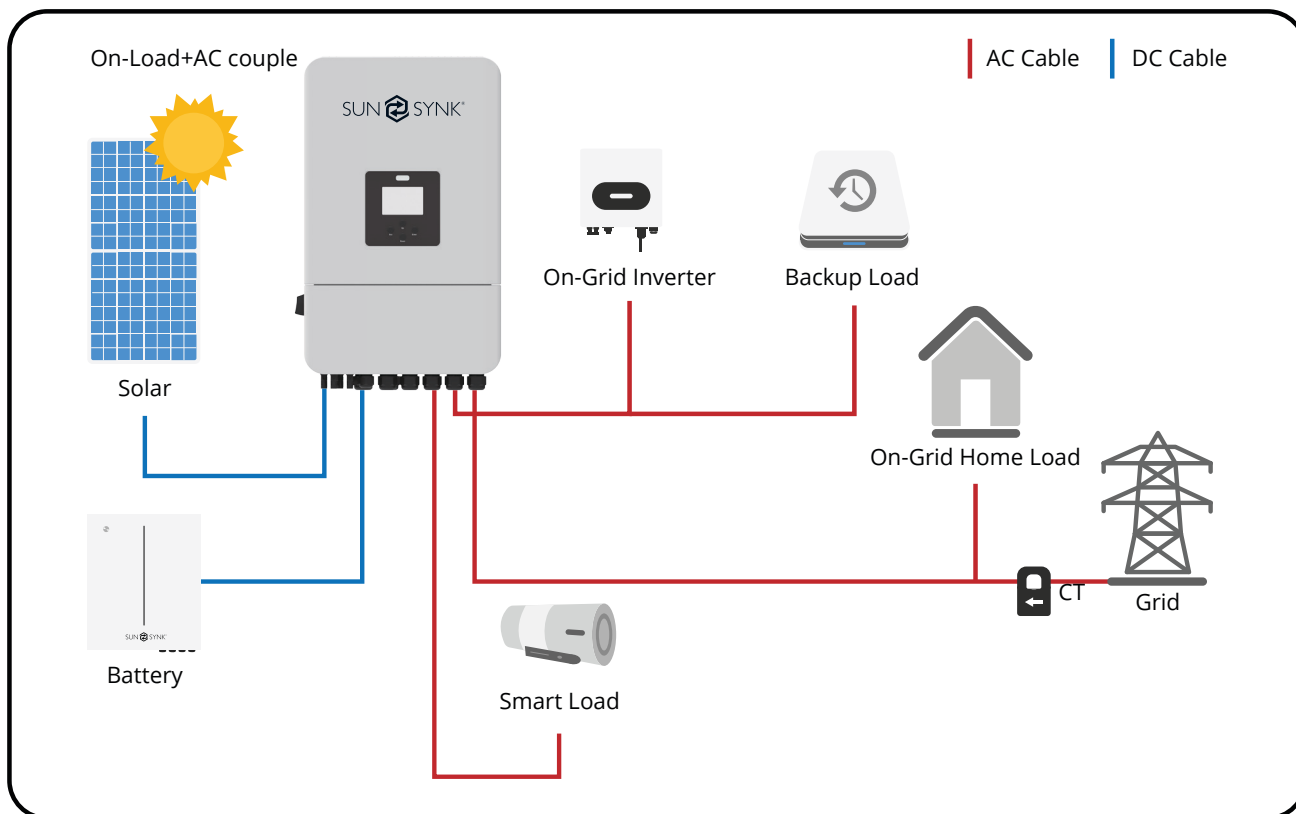 On-Load+AC couple
AC Cable
DC Cable
SUN SYNK®
On-Grid Inverter
Backup Load
Solar
On-Grid Home Load
CT
Grid
SUN SYNK
Battery
Smart Load